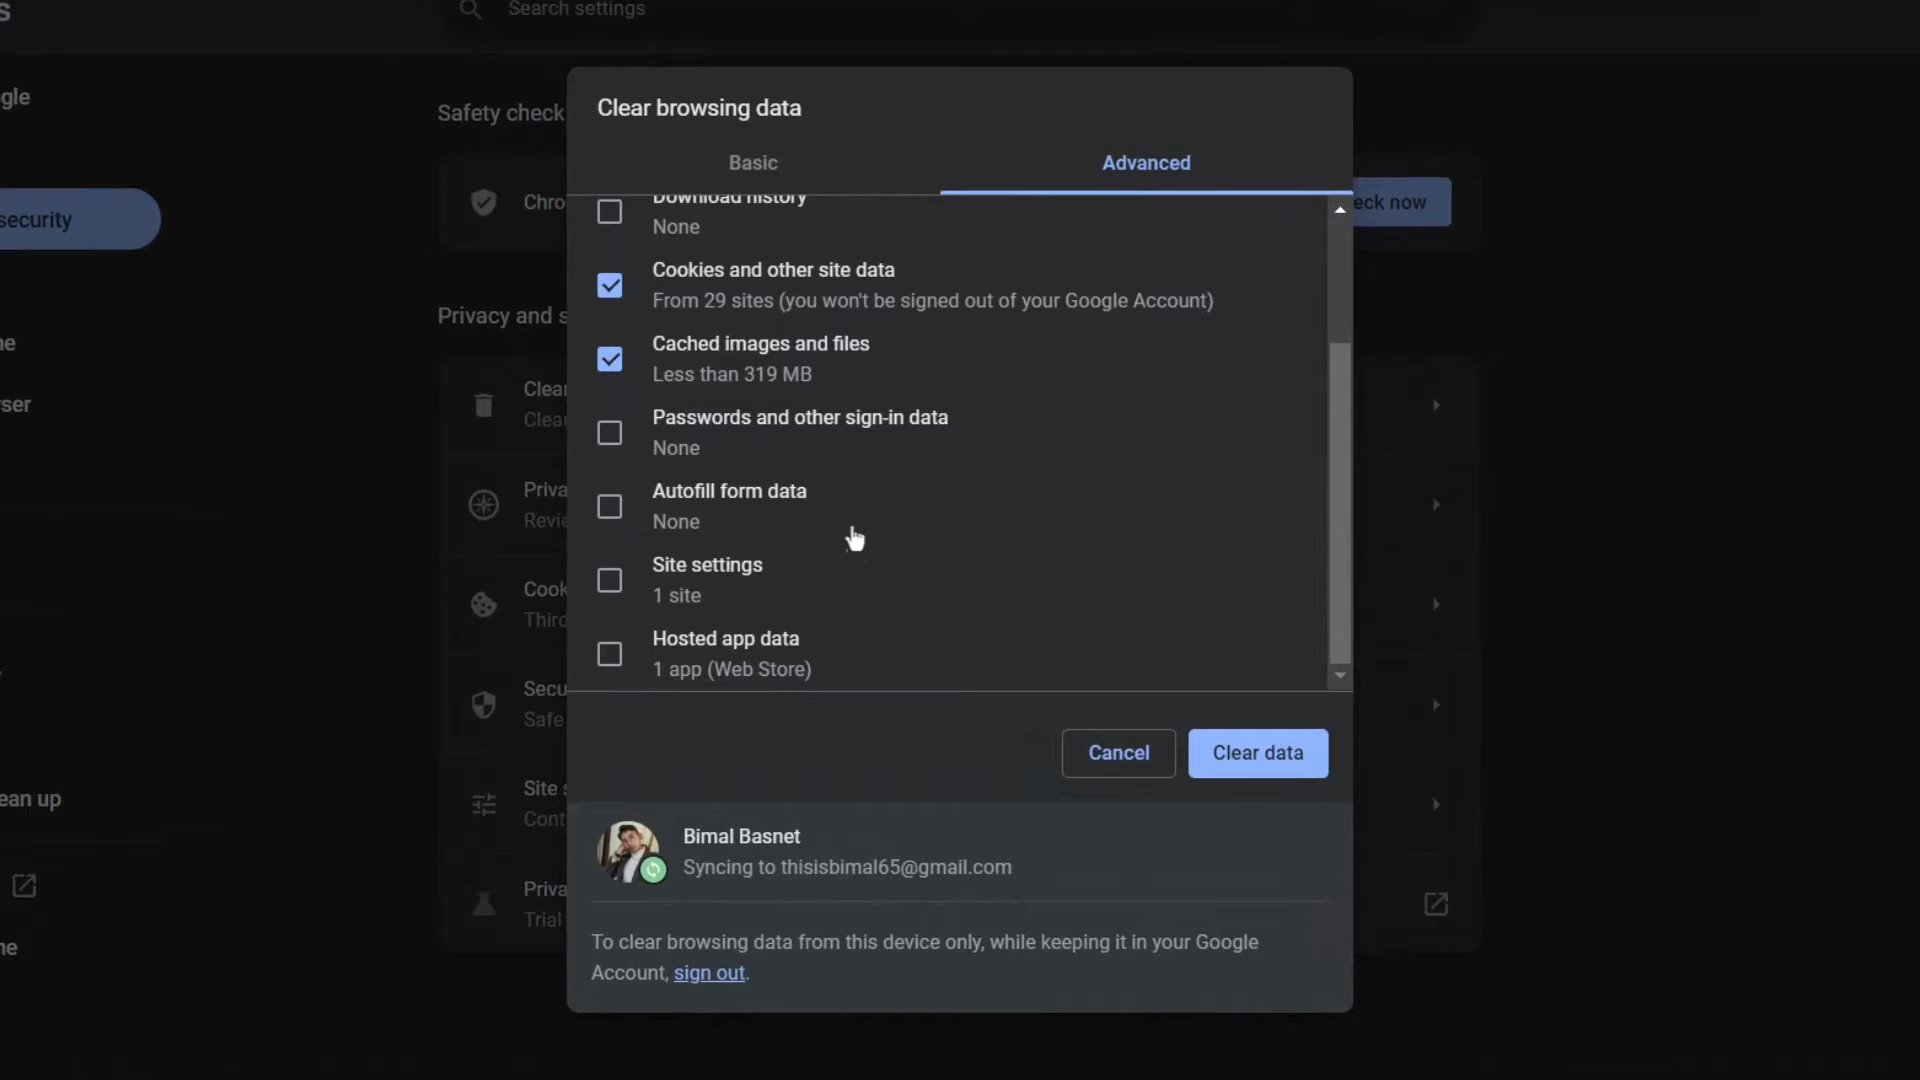 s
Search settings
gle
Safety check
security
Chro
eck now
Privacy and s
ne
ser
Clear
Clear
Priva
Revie
Cook
Third
Secu
Safe
Site s
Cont
Priva
Trial
ean up
ne
Clear browsing data
Basic
Advanced
Download history
None
Cookies and other site data
From 29 sites (you won't be signed out of your Google Account)
Cached images and files
Less than 319 MB
Passwords and other sign-in data
None
Autofill form data
None
Site settings
1 site
Hosted app data
1 app (Web Store)
Cancel
Clear data
Bimal Basnet
Syncing to thisisbimal65@gmail.com
To clear browsing data from this device only, while keeping it in your Google
Account, sign out.